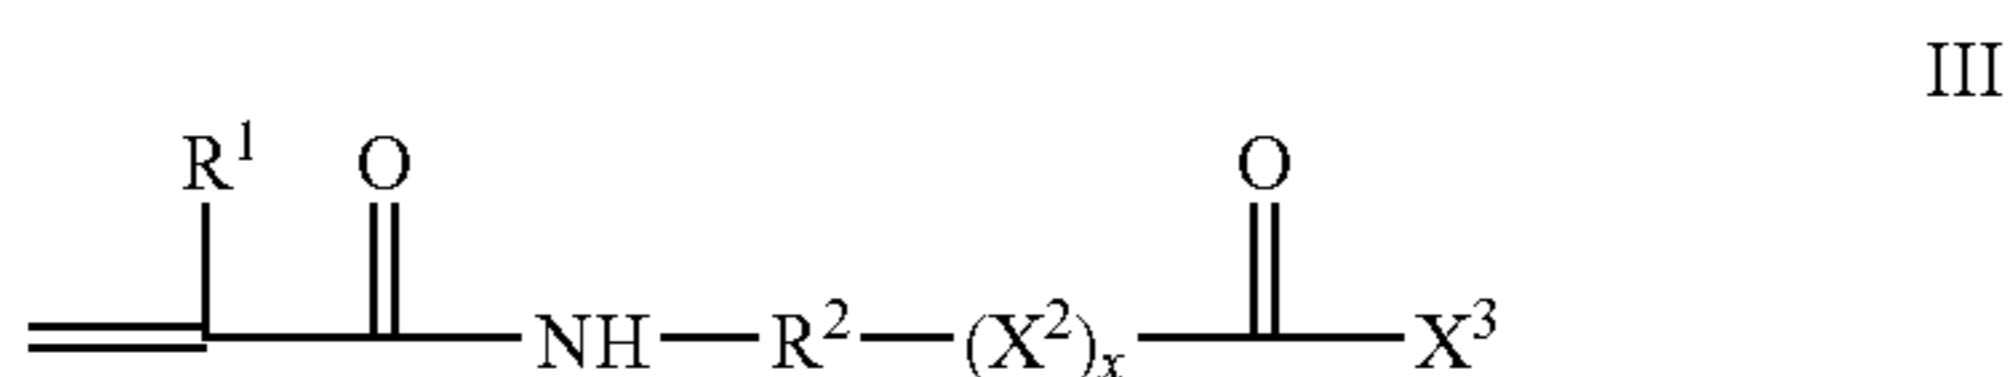 III
R¹ O O
NH—R²—(X²)ₓ X³